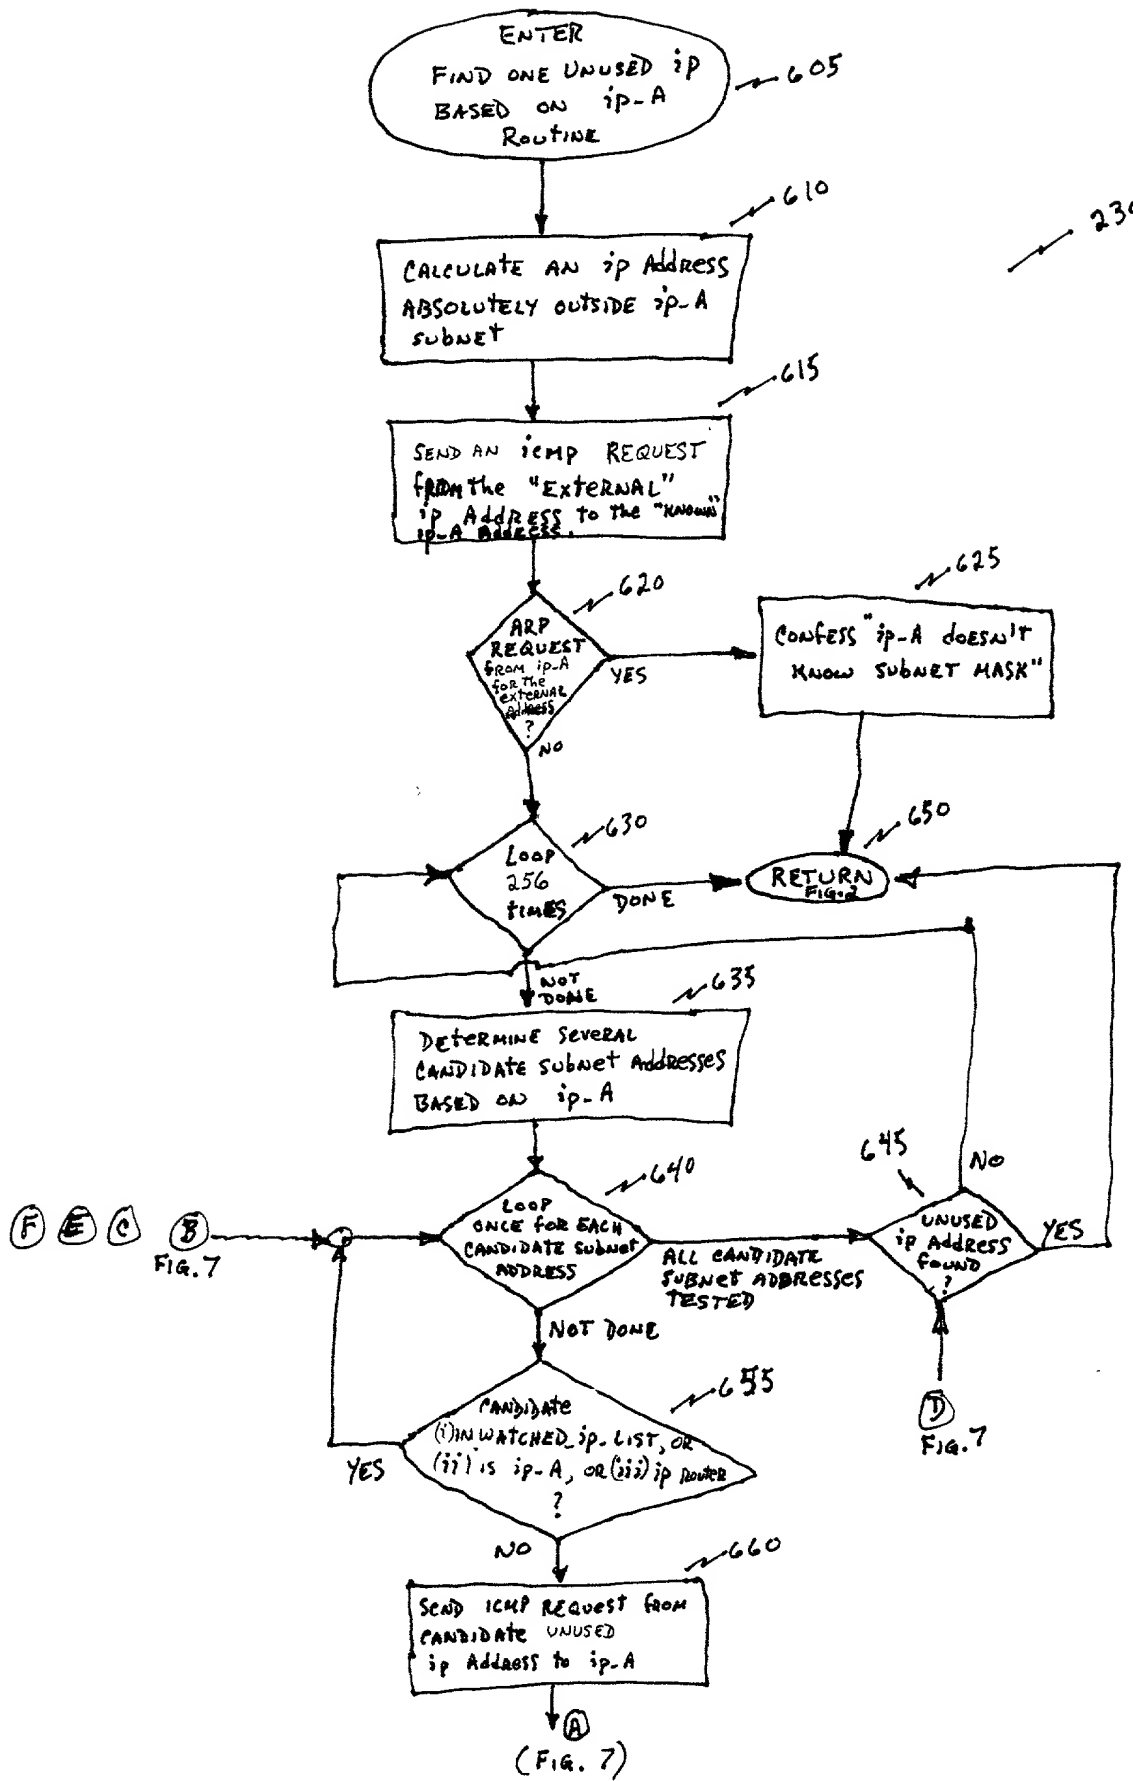 ENTER
FIND ONE UNUSED ip
BASED ON ip-A
ROUTINE
605
610
230
CALCULATE AN ip Address
ABSOLUTELY OUTSIDE ip-A
SUBNET
615
SEND AN icmp REQUEST
FROM the "EXTERNAL"
ip Address to the "KNOWN"
ip-A Address.
620
625
ARP
REQUEST
FROM ip-A
for the
external
Address
?
YES
NO
CONFESS "ip-A doesn't
KNOW SUBNET MASK"
630
650
LOOP
256
times
DONE
RETURN
FIG.2
NOT
DONE
635
DETERMINE SEVERAL
CANDIDATE SUBNET Addresses
BASED ON ip-A
640
645
NO
F E C B
FIG. 7
LOOP
ONCE FOR EACH
CANDIDATE SUBNET
ADDRESS
ALL CANDIDATE
SUBNET ADDRESSES
TESTED
UNUSED
ip Address
found
?
YES
NOT DONE
D
FIG. 7
655
CANDIDATE
(i) IN WATCHED_ip_LIST, OR
(ii) is ip-A, OR (iii) ip Router
?
YES
NO
660
SEND ICMP REQUEST FROM
CANDIDATE UNUSED
ip Address to ip-A
A
(FIG. 7)